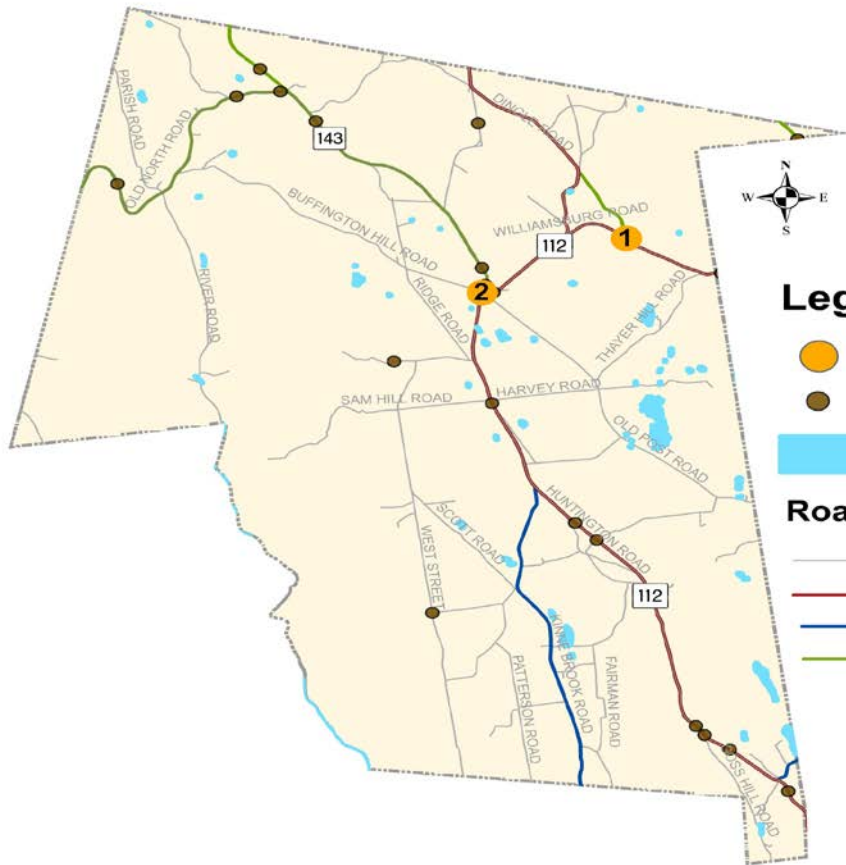 PARISH ROAD
OLD NORTH ROAD
143
DINGLE ROAD
BUFFINGTON HILL ROAD
WILLIAMSBURG ROAD
1
112
N
W
E
S
2
RIVER ROAD
RIDGE ROAD
THAYER HILL ROAD
Leg
SAM HILL ROAD
HARVEY ROAD
OLD POST ROAD
Roa
HUNTINGTON ROAD
SCOTT ROAD
WEST STREET
112
KINNE BROOK ROAD
PATTERSON ROAD
FAIRMAN ROAD
HILL ROAD